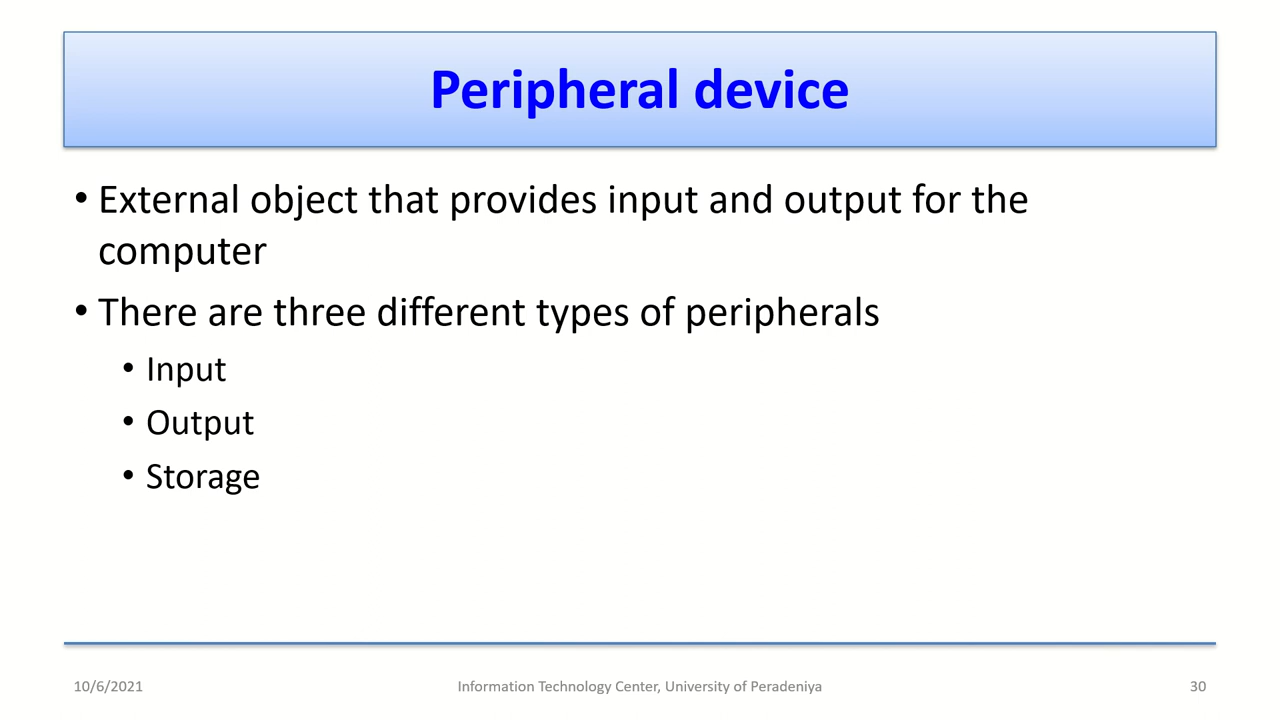 Peripheral device
• External object that provides input and output for the
computer
• There are three different types of peripherals
• Input
• Output
• Storage
10/6/2021
Information Technology Center, University of Peradeniya
30